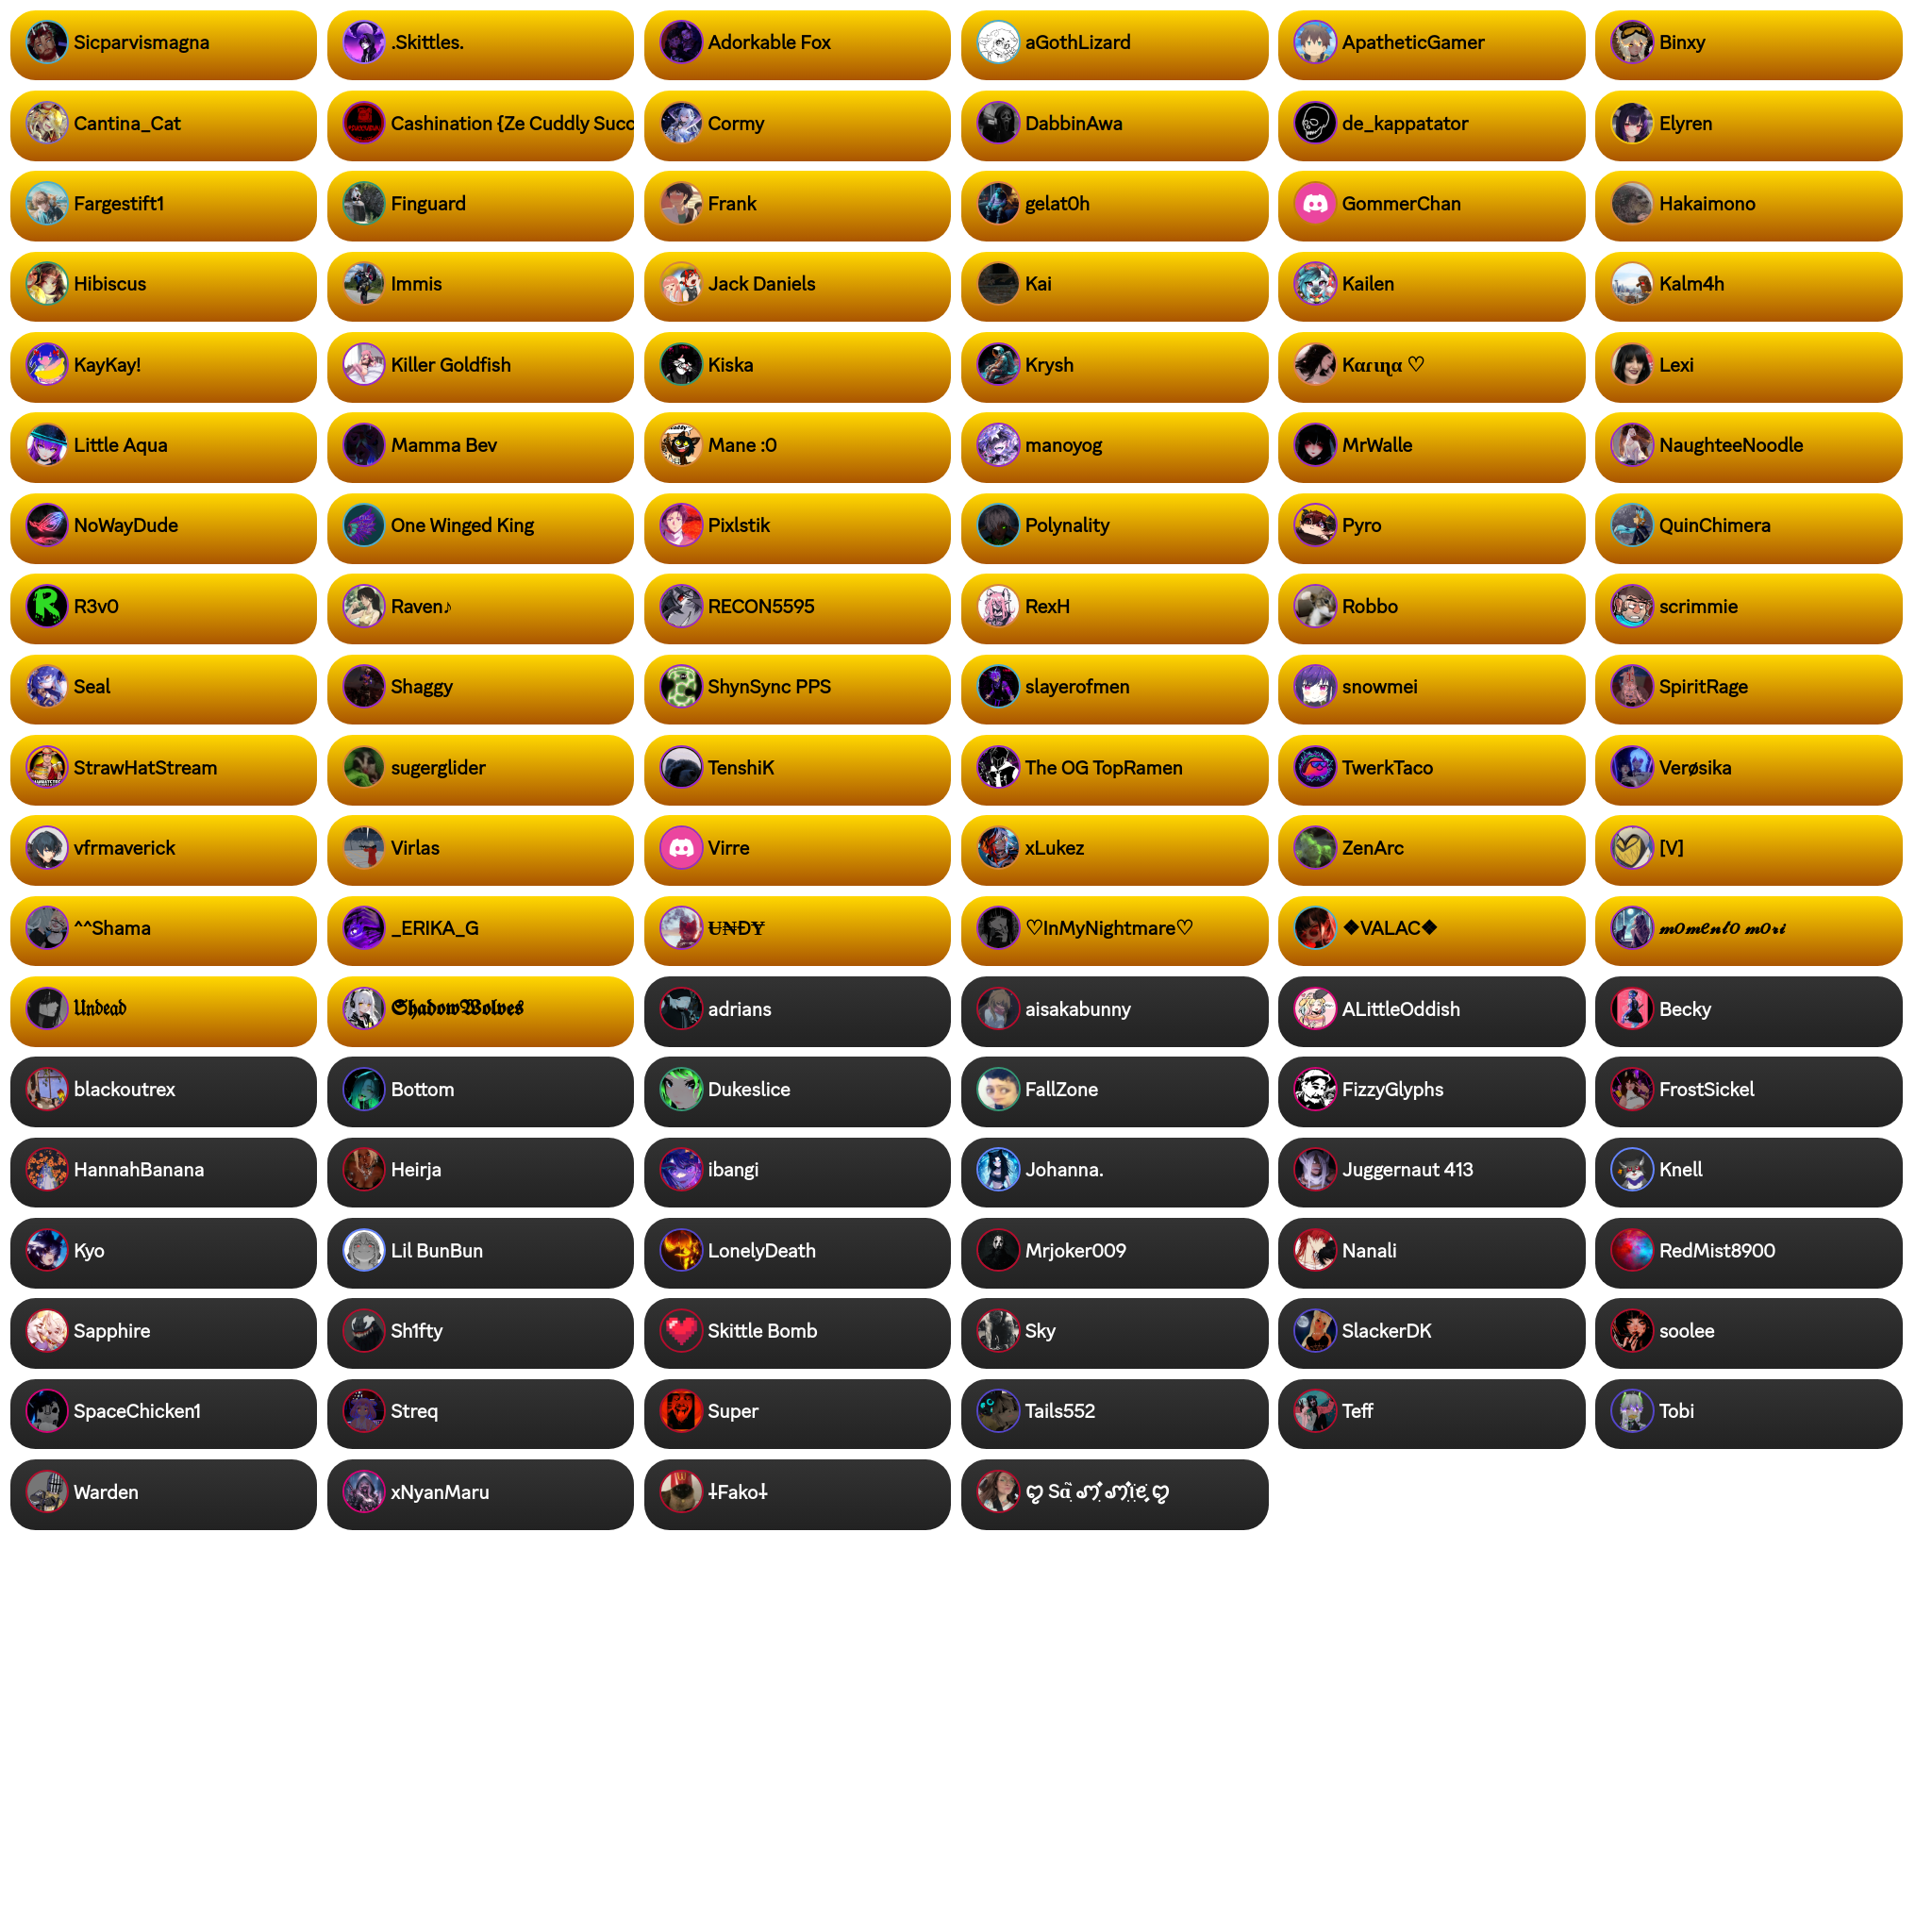 Sicparvismagna
.Skittles.
Adorkable Fox
aGothLizard
ApatheticGamer
Binxy
Cantina_Cat
Cashination {Ze Cuddly Succ
Cormy
DabbinAwa
de_kappatator
Elyren
Fargestift1
Finguard
Frank
gelat0h
GommerChan
Hakaimono
Hibiscus
Immis
Jack Daniels
Kai
Kailen
Kalm4h
KayKay!
Killer Goldfish
Kiska
Krysh
Kαɾιɳα ♡
Lexi
Little Aqua
Mamma Bev
Mane :0
manoyog
MrWalle
NaughteeNoodle
NoWayDude
One Winged King
Pixlstik
Polynality
Pyro
QuinChimera
R3v0
Raven♪
RECON5595
RexH
Robbo
scrimmie
Seal
Shaggy
ShynSync PPS
slayerofmen
snowmei
SpiritRage
StrawHatStream
sugerglider
TenshiK
The OG TopRamen
TwerkTaco
Verøsika
vfrmaverick
Virlas
Virre
xLukez
ZenArc
[V]
^^Shama
_ERIKA_G
U̶₦ĐɎ
♡InMyNightmare♡
❖VALAC❖
𝓶𝓸𝓶𝓮𝓷𝓽𝓸 𝓶𝓸𝓻𝓲
𝔘𝔫𝔡𝔢𝔞𝔡
𝕾𝖍𝖆𝖉𝖔𝖜𝖂𝖔𝖑𝖛𝖊𝖘
adrians
aisakabunny
ALittleOddish
Becky
blackoutrex
Bottom
Dukeslice
FallZone
FizzyGlyphs
FrostSickel
HannahBanana
Heirja
ibangi
Johanna.
Juggernaut 413
Knell
Kyo
Lil BunBun
LonelyDeath
Mrjoker009
Nanali
RedMist8900
Sapphire
Sh1fty
Skittle Bomb
Sky
SlackerDK
soolee
SpaceChicken1
Streq
Super
Tails552
Teff
Tobi
Warden
xNyanMaru
⸸Fako⸸